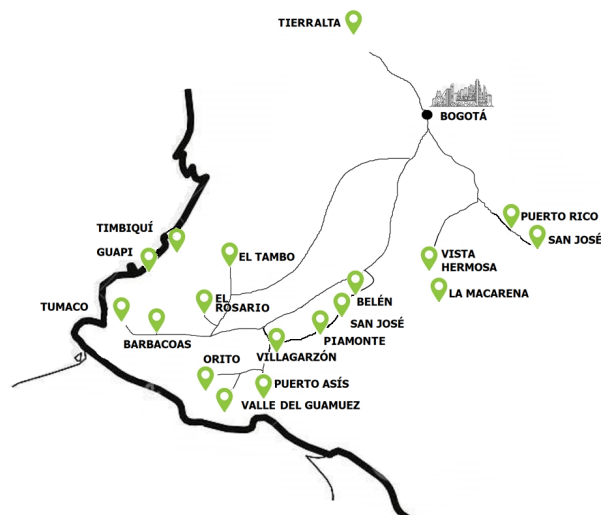 TIERRALTA
BOGOTÁ
PUERTO RICO
TIMBIQUÍ
SAN JOSÉ
GUAPI
EL TAMBO
VISTA
HERMOSA
LA MACARENA
BELÉN
EL
ROSARIO
TUMACO
SAN JOSÉ
BARBACOAS
PIAMONTE
VILLAGARZÓN
ORITO
PUERTO ASÍS
VALLE DEL GUAMUEZ